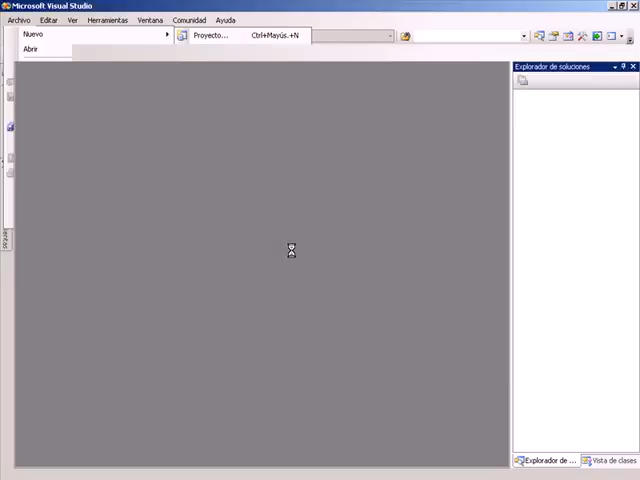 Microsoft Visual Studio
Archivo Editar Ver Herramientas Ventana Comunidad Ayuda
Nuevo
Proyecto... Ctrl+Mayús.+N
Abrir
Explorador de soluciones
Explorador de ... Vista de clases